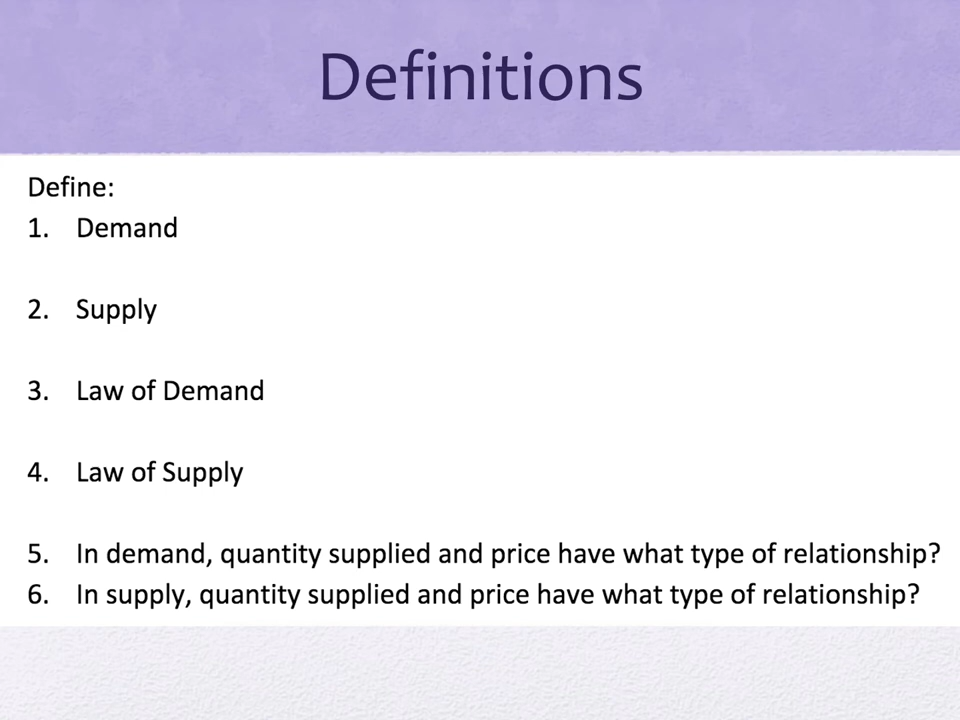 Definitions
Define:
1. Demand
2. Supply
3. Law of Demand
4. Law of Supply
5. In demand, quantity supplied and price have what type of relationship?
6. In supply, quantity supplied and price have what type of relationship?